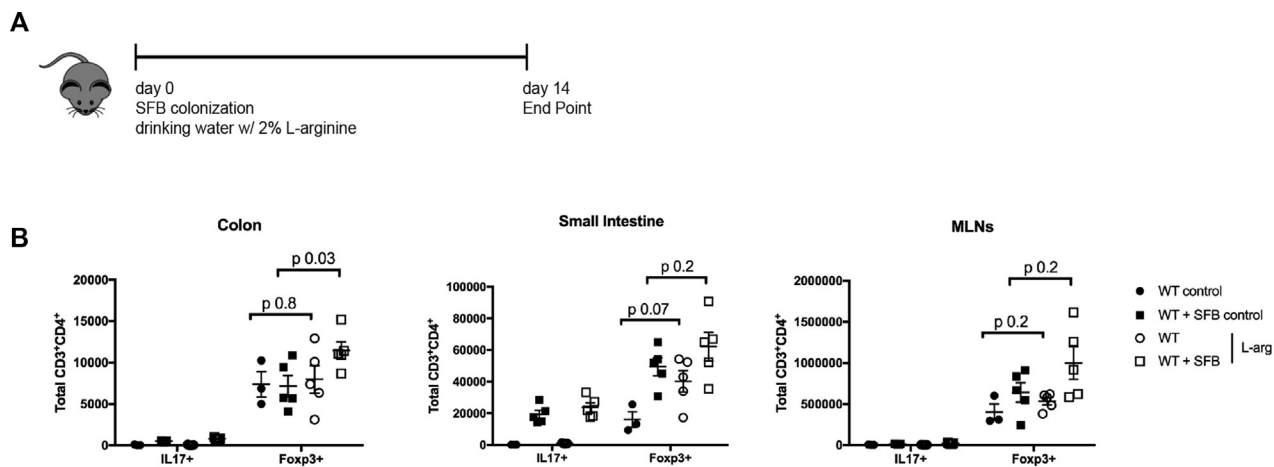 A
day 0
SFB colonization
drinking water w/ 2% L-arginine
day 14
End Point
B
Colon
Total CD3+CD4+
20000
15000
10000
5000
0
p 0.03
p 0.8
IL17+
Foxp3+
Small Intestine
Total CD3+CD4+
100000
80000
60000
40000
20000
0
p 0.2
p 0.07
IL17+
Foxp3+
MLNs
Total CD3+CD4+
2000000
1500000
1000000
500000
0
p 0.2
p 0.2
IL17+
Foxp3+
WT control
WT + SFB control
WT
WT + SFB
L-arg